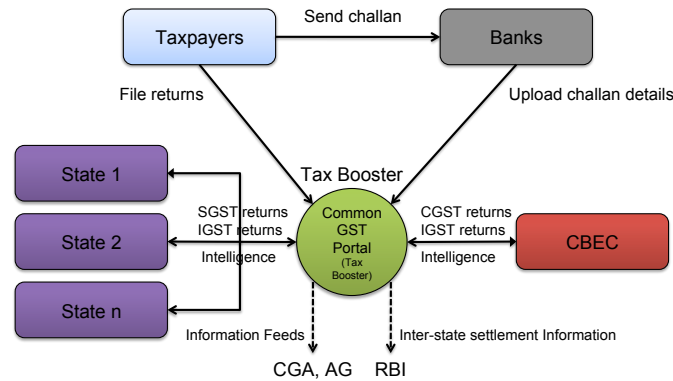 Send challan
Taxpayers
Banks
File returns
Upload challan details
State 1
Tax Booster
SGST returns
IGST returns
Intelligence
State 2
Common
GST
Portal
(Tax
Booster)
CGST returns
IGST returns
Intelligence
CBEC
State n
Information Feeds
Inter-state settlement Information
CGA, AG
RBI